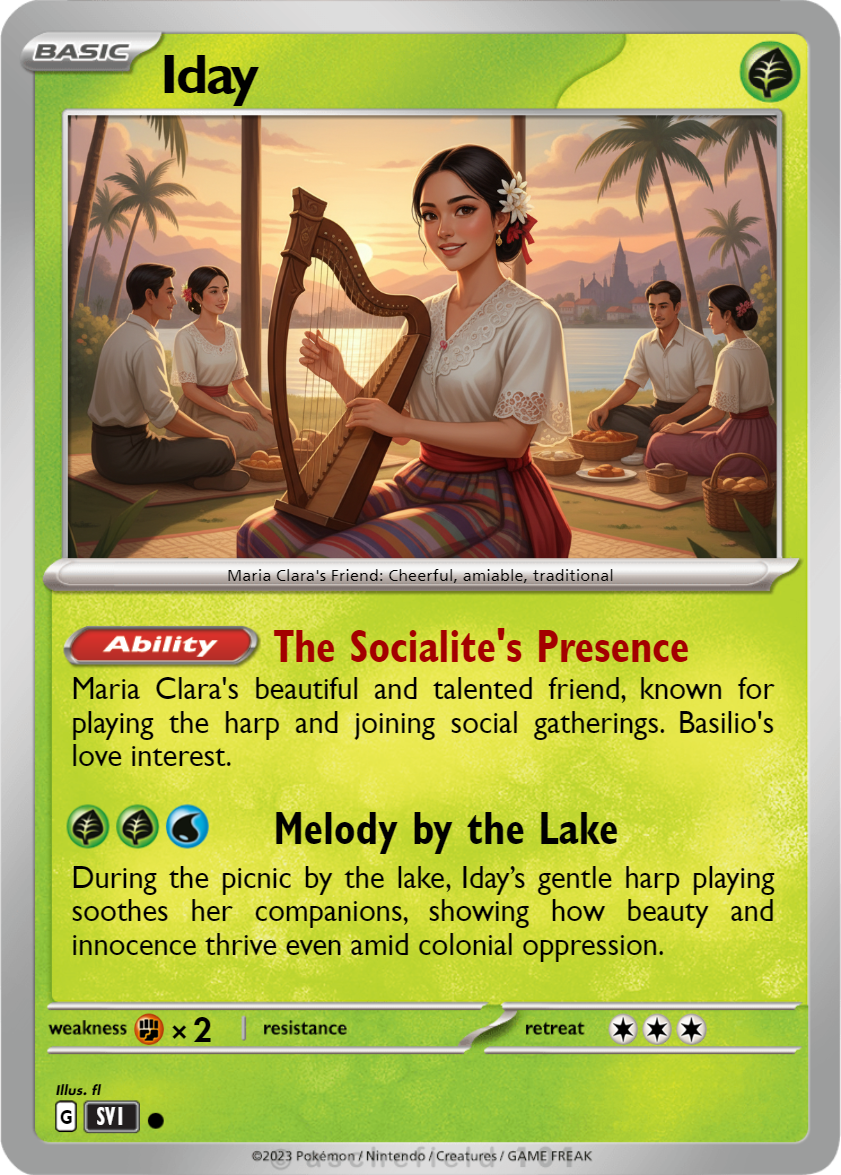 BASIC
Iday
Maria Clara's Friend: Cheerful, amiable, traditional
Ability The Socialite's Presence
Maria Clara's beautiful and talented friend, known for
playing the harp and joining social gatherings. Basilio's
love interest.
Melody by the Lake
During the picnic by the lake, Iday’s gentle harp playing
soothes her companions, showing how beauty and
innocence thrive even amid colonial oppression.
weakness × 2 resistance retreat
Illus. fl
G SVI
©2023 Pokémon / Nintendo / Creatures / GAME FREAK